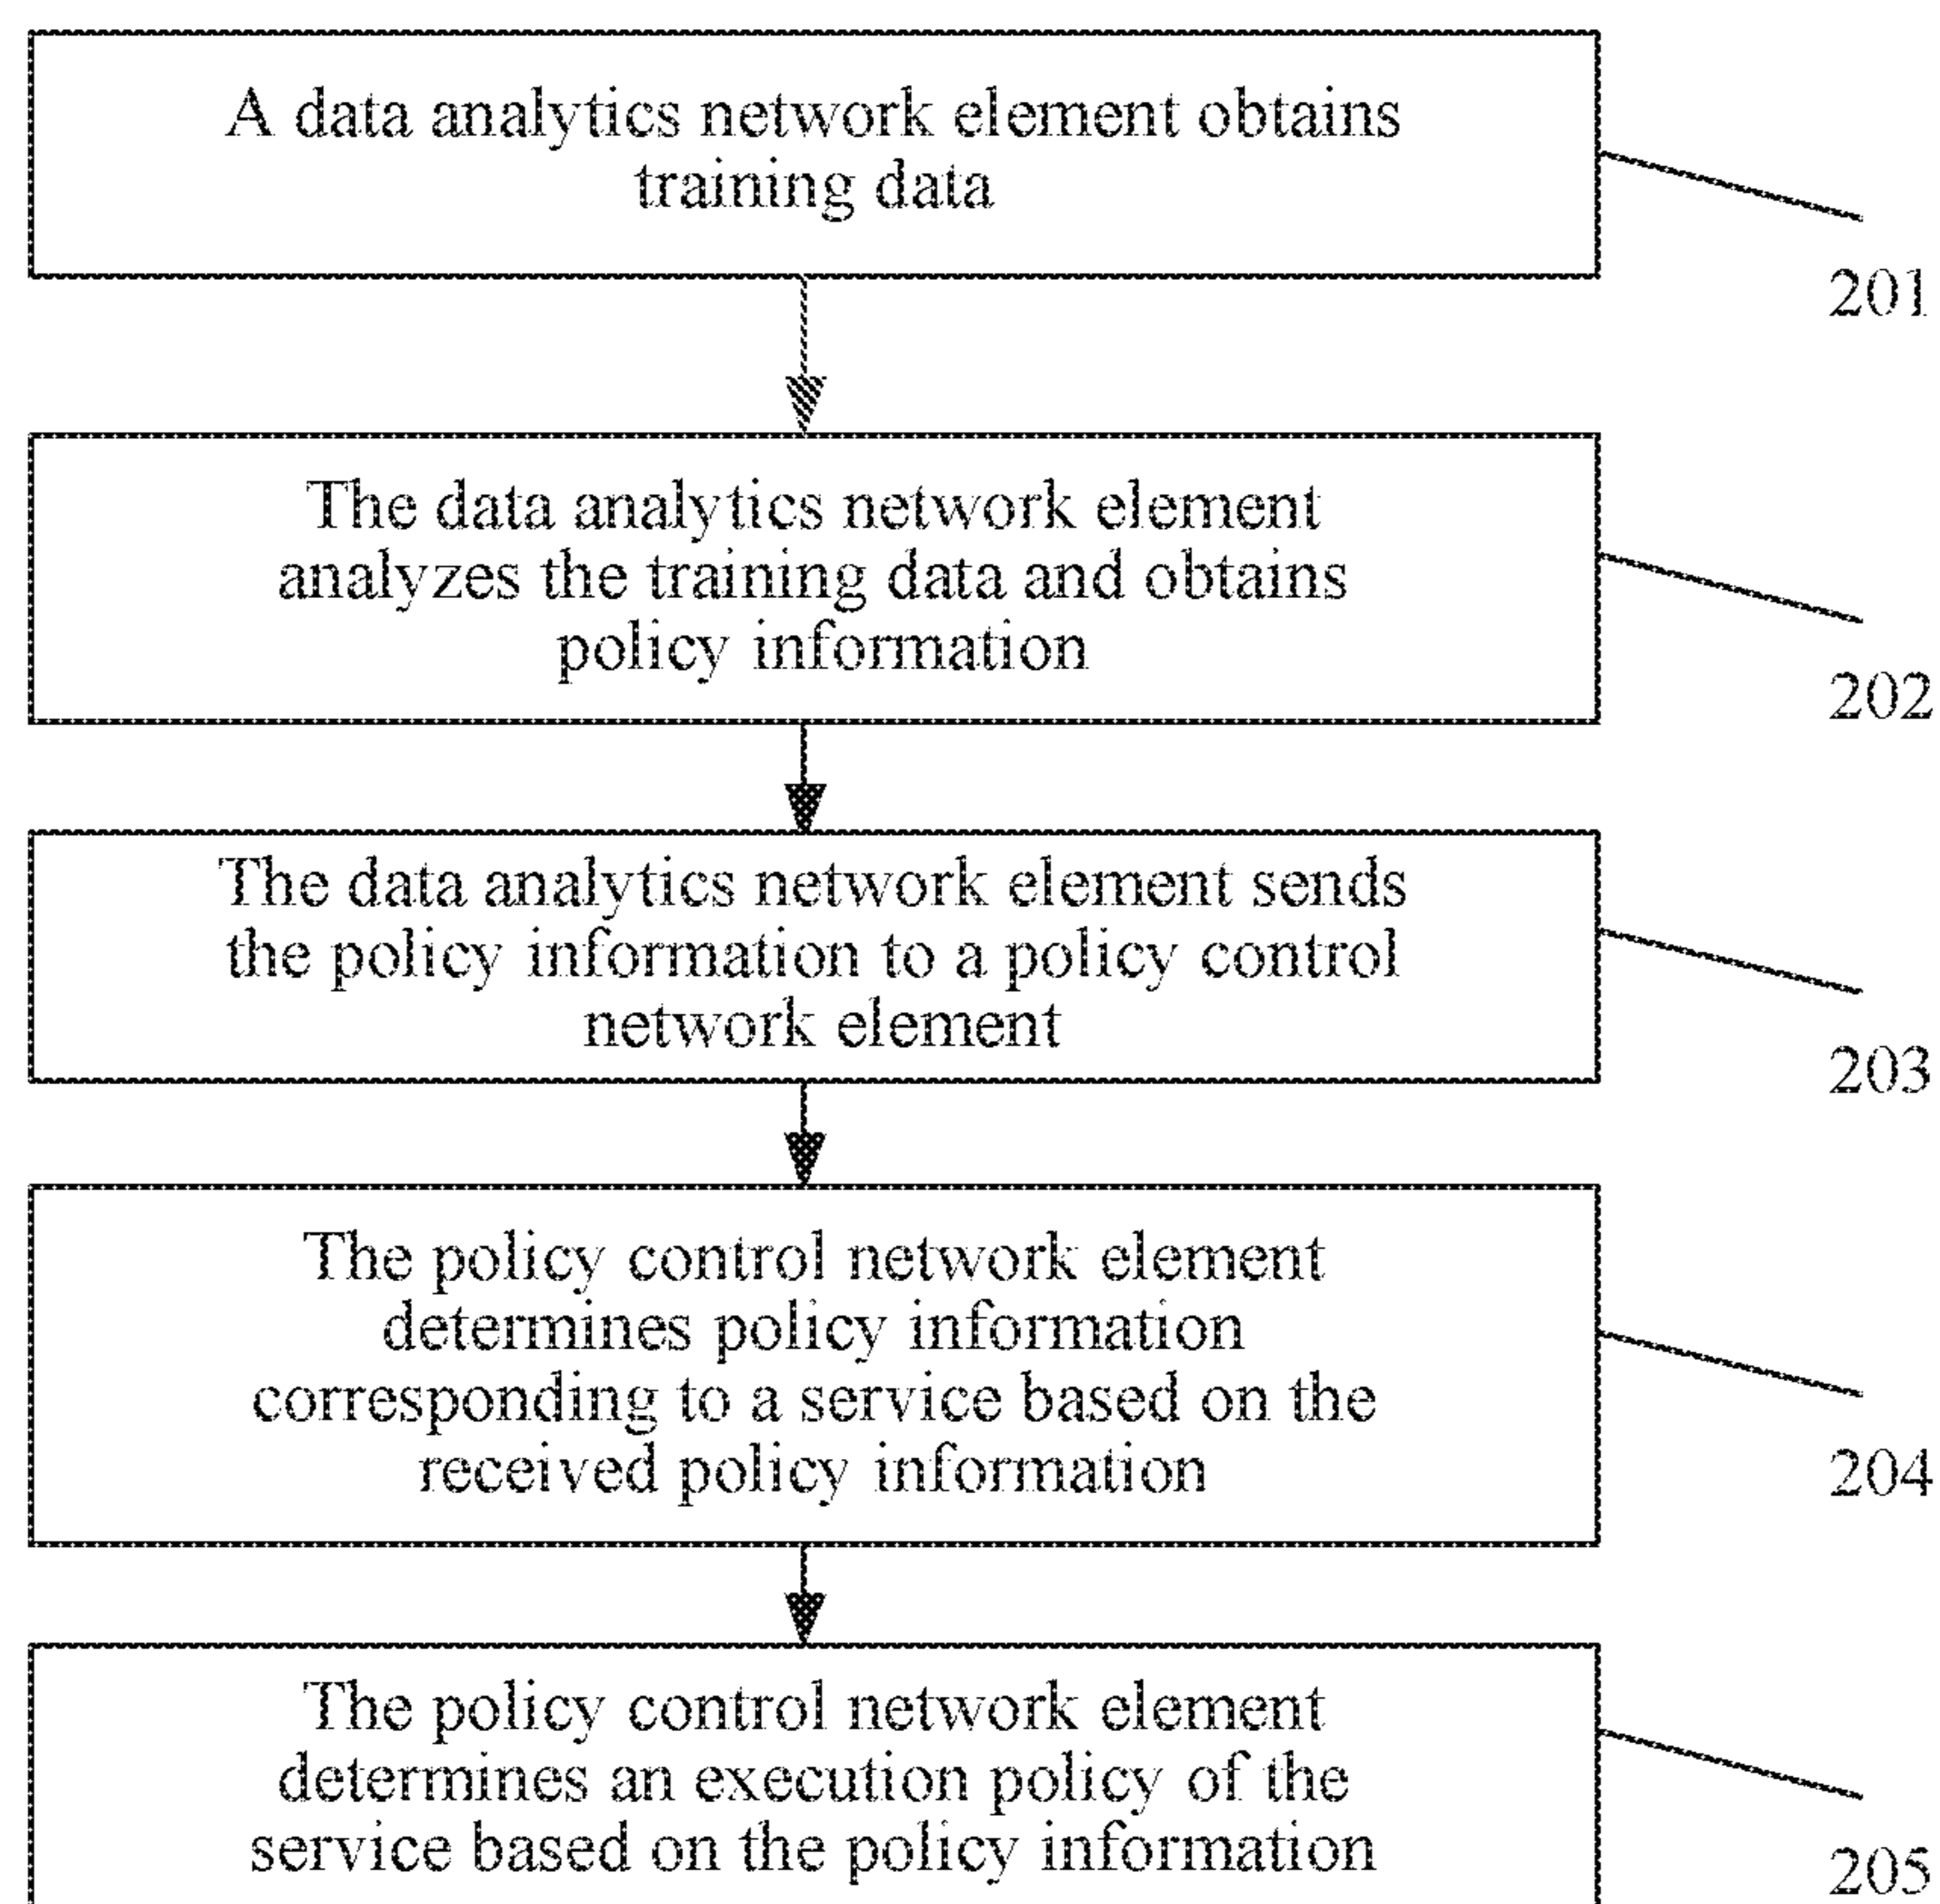 A data analytics network element obtains
training data
201
The data analytics network element
analyzes the training data and obtains
policy information
202
The data analytics network element sends
the policy information to a policy control
network element
203
The policy control network element
determines policy information
corresponding to a service based on the
received policy information
204
The policy control network element
determines an execution policy of the
service based on the policy information
205